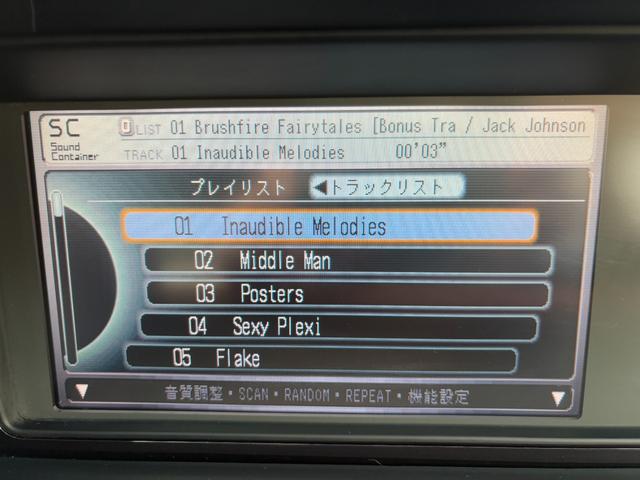 SC
Sound
Container
LIST 01 Brushfire Fairytales [Bonus Tra / Jack Johnson
TRACK 01 Inaudible Melodies 00'03"
プレイリスト ◀トラックリスト
01 Inaudible Melodies
02 Middle Man
03 Posters
04 Sexy Plexi
05 Flake
▼ 音質調整・SCAN・RANDOM・REPEAT・機能設定 ▼